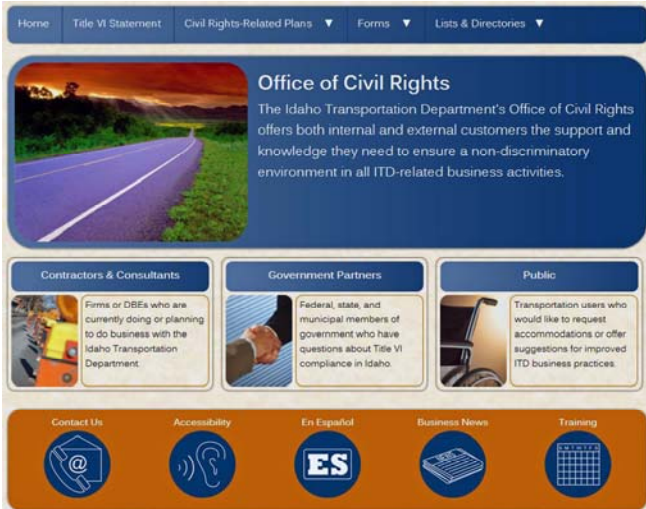 Home Title VI Statement Civil Rights-Related Plans ▼ Forms ▼ Lists & Directories ▼
Office of Civil Rights
The Idaho Transportation Department's Office of Civil Rights
offers both internal and external customers the support and
knowledge they need to ensure a non-discriminatory
environment in all ITD-related business activities.
Contractors & Consultants
Firms or DBEs who are
currently doing or planning
to do business with the
Idaho Transportation
Department.
Government Partners
Federal, state, and
municipal members of
government who have
questions about Title VI
compliance in Idaho.
Public
Transportation users who
would like to request
accommodations or offer
suggestions for improved
ITD business practices.
Contact Us Accessibility En Español Business News Training
@ ES S M T W T F S